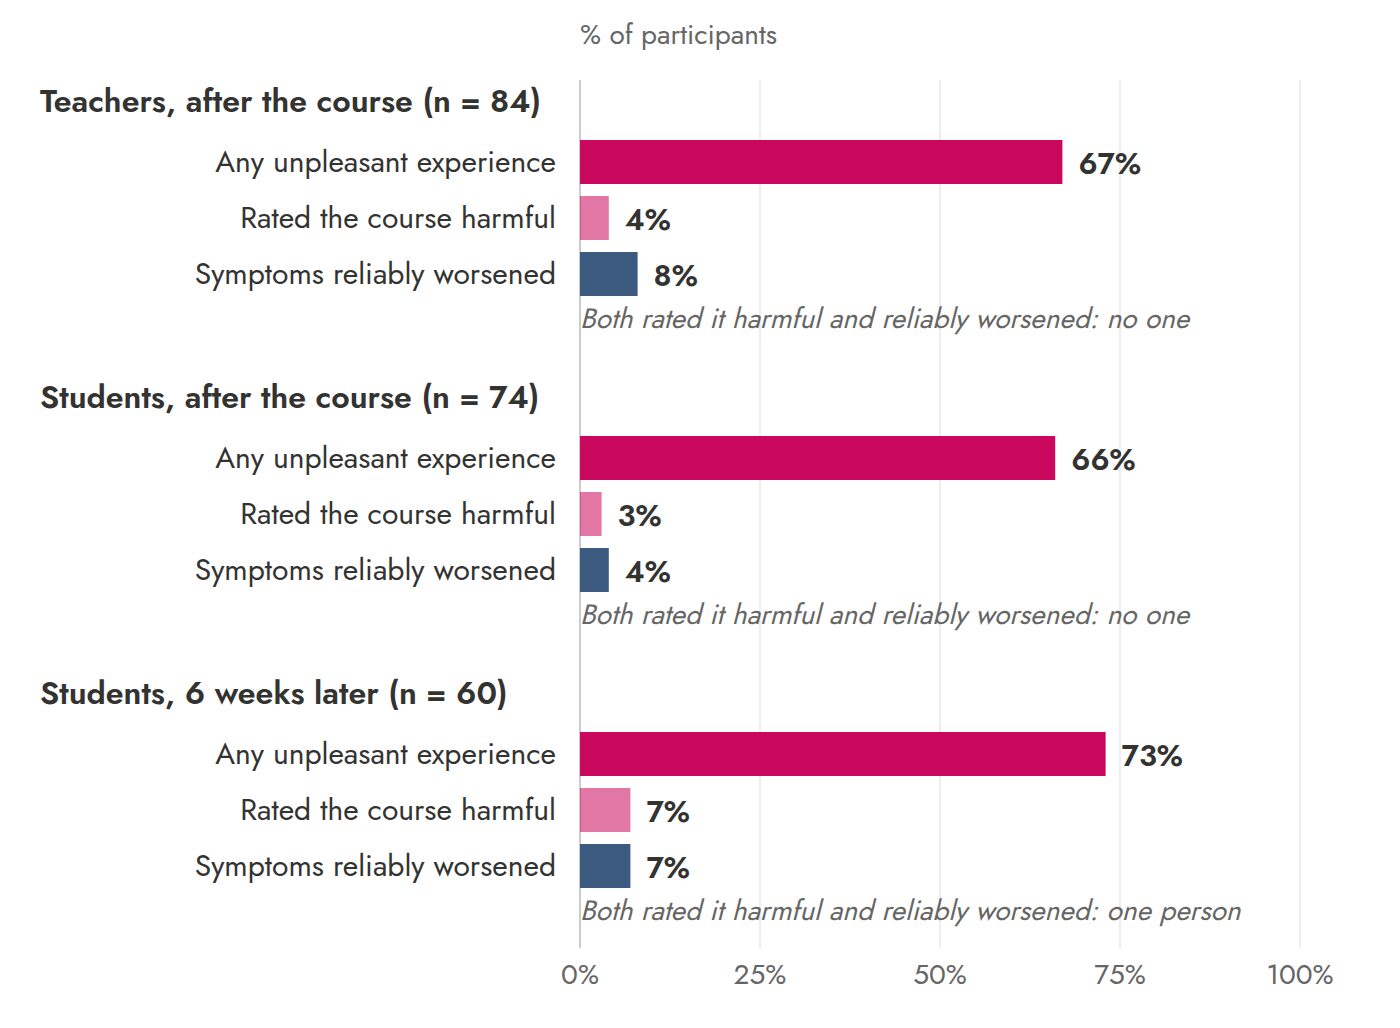 % of participants
Teachers, after the course (n = 84)
Any unpleasant experience 67%
Rated the course harmful 4%
Symptoms reliably worsened 8%
Both rated it harmful and reliably worsened: no one
Students, after the course (n = 74)
Any unpleasant experience 66%
Rated the course harmful 3%
Symptoms reliably worsened 4%
Both rated it harmful and reliably worsened: no one
Students, 6 weeks later (n = 60)
Any unpleasant experience 73%
Rated the course harmful 7%
Symptoms reliably worsened 7%
Both rated it harmful and reliably worsened: one person
0% 25% 50% 75% 100%